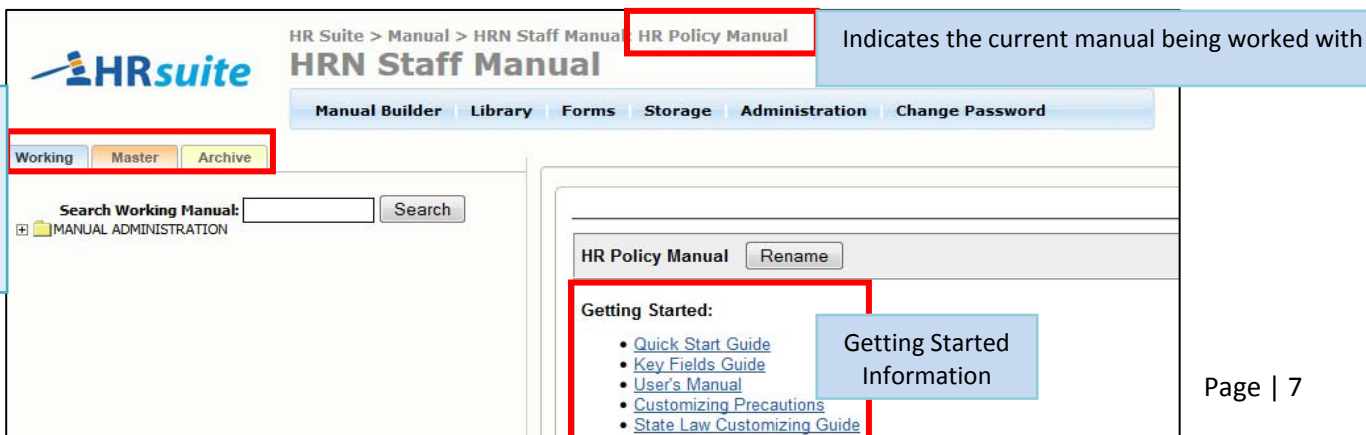 HR Suite > Manual > HRN Staff Manual: HR Policy Manual
Indicates the current manual being worked with
HRsuite
HRN Staff Manual
Manual Builder Library Forms Storage Administration Change Password
Working Master Archive
Search Working Manual: Search
MANUAL ADMINISTRATION
HR Policy Manual Rename
Getting Started:
• Quick Start Guide
• Key Fields Guide
• User's Manual
• Customizing Precautions
• State Law Customizing Guide
Getting Started
Information
Page | 7